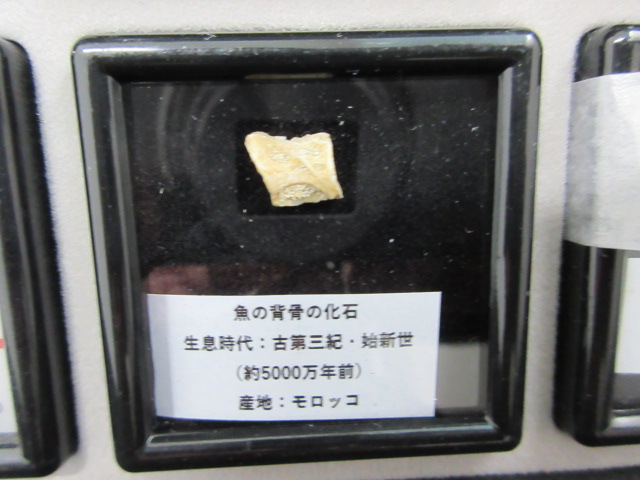 魚の背骨の化石
生息時代：古第三紀・始新世
（約5000万年前）
産地：モロッコ